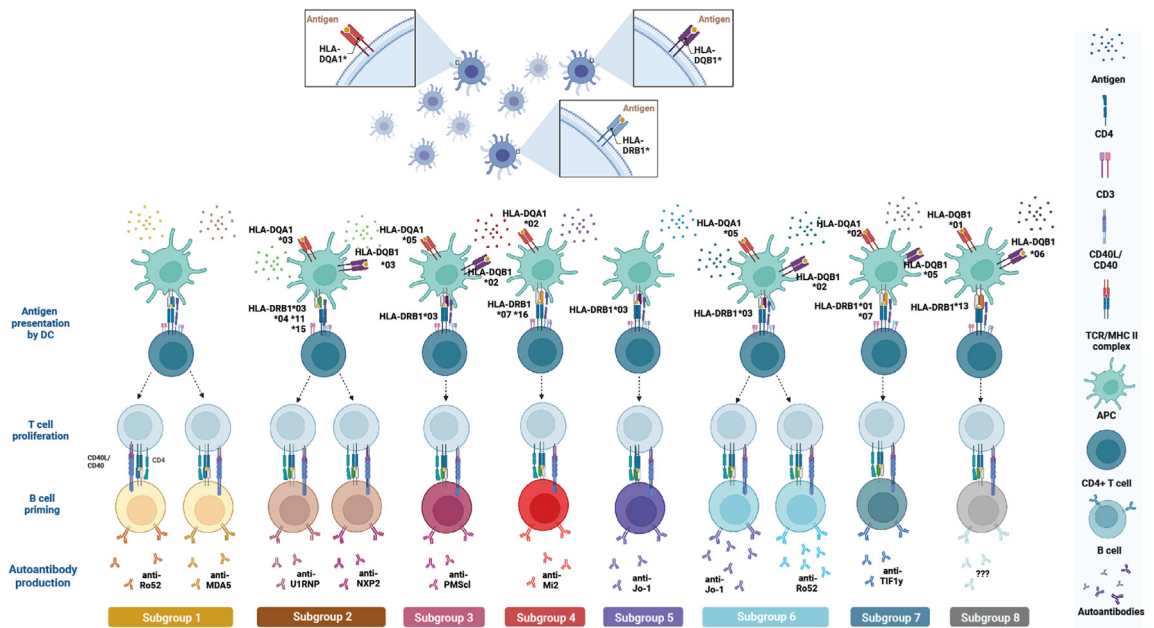 Antigen
HLA-
DQA1*
Antigen
HLA-
DQB1*
Antigen
HLA-
DRB1*
Antigen
CD4
CD3
CD40L/
CD40
TCR/MHC II
complex
APC
CD4+ T cell
B cell
Autoantibodies
Antigen
presentation
by DC
HLA-DQA1
*03
HLA-DQB1
*03
HLA-DRB1*03
*04 *11
*15
HLA-DQA1
*05
HLA-DQB1
*02
HLA-DRB1*03
HLA-DQA1
*02
HLA-DRB1
*07 *16
HLA-DRB1*03
HLA-DQA1
*05
HLA-DQB1
*02
HLA-DRB1*03
HLA-DQA1
*02
HLA-DQB1
*05
HLA-DRB1*01
*07
HLA-DQB1
*01
HLA-DQB1
*06
HLA-DRB1*13
T cell
proliferation
CD40L/
CD40
CD4
B cell
priming
Autoantibody
production
anti-
Ro52
anti-
MDA5
anti-
U1RNP
anti-
NXP2
anti-
PMScl
anti-
Mi2
anti-
Jo-1
anti-
Jo-1
anti-
Ro52
anti-
TIF1y
???
Subgroup 1
Subgroup 2
Subgroup 3
Subgroup 4
Subgroup 5
Subgroup 6
Subgroup 7
Subgroup 8